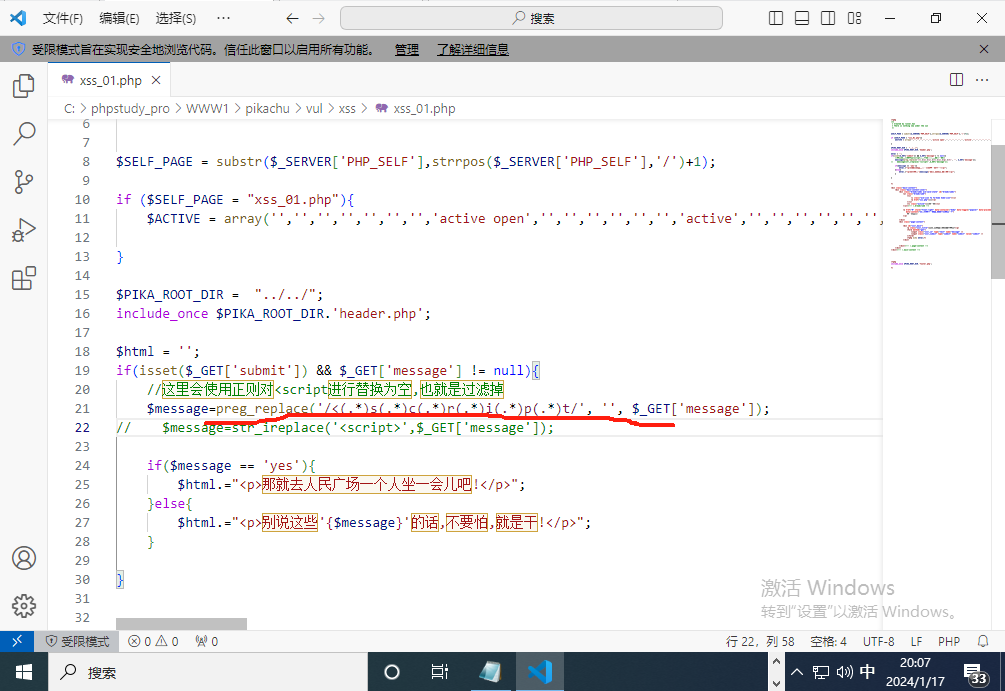 文件(F) 编辑(E) 选择(S) ··· 搜索
受限模式旨在实现安全地浏览代码。信任此窗口以启用所有功能。 管理 了解详细信息
xss_01.php
C: > phpstudy_pro > WWW1 > pikachu > vul > xss > xss_01.php
6
7
8 $SELF_PAGE = substr($_SERVER['PHP_SELF'],strrpos($_SERVER['PHP_SELF'],'/')+1);
9
10 if ($SELF_PAGE = "xss_01.php"){
11 $ACTIVE = array('','','','','','','','active open','','','','','','','active','','','','','',
12
13 }
14
15 $PIKA_ROOT_DIR = "../../";
16 include_once $PIKA_ROOT_DIR.'header.php';
17
18 $html = '';
19 if(isset($_GET['submit']) && $_GET['message'] != null){
20 //这里会使用正则对<script进行替换为空,也就是过滤掉
21 $message=preg_replace('/<(.*)s(.*)c(.*)r(.*)i(.*)p(.*)t/', '', $_GET['message']);
22 // $message=str_ireplace('<script>',$_GET['message']);
23
24 if($message == 'yes'){
25 $html.="<p>那就去人民广场一个人坐一会儿吧!</p>";
26 }else{
27 $html.="<p>别说这些'{$message}'的话,不要怕,就是干!</p>";
28 }
29
30 }
31
32
激活 Windows
转到"设置"以激活 Windows。
受限模式 0 0 0 行 22，列 58 空格: 4 UTF-8 LF PHP
搜索 中 20:07
2024/1/17 33